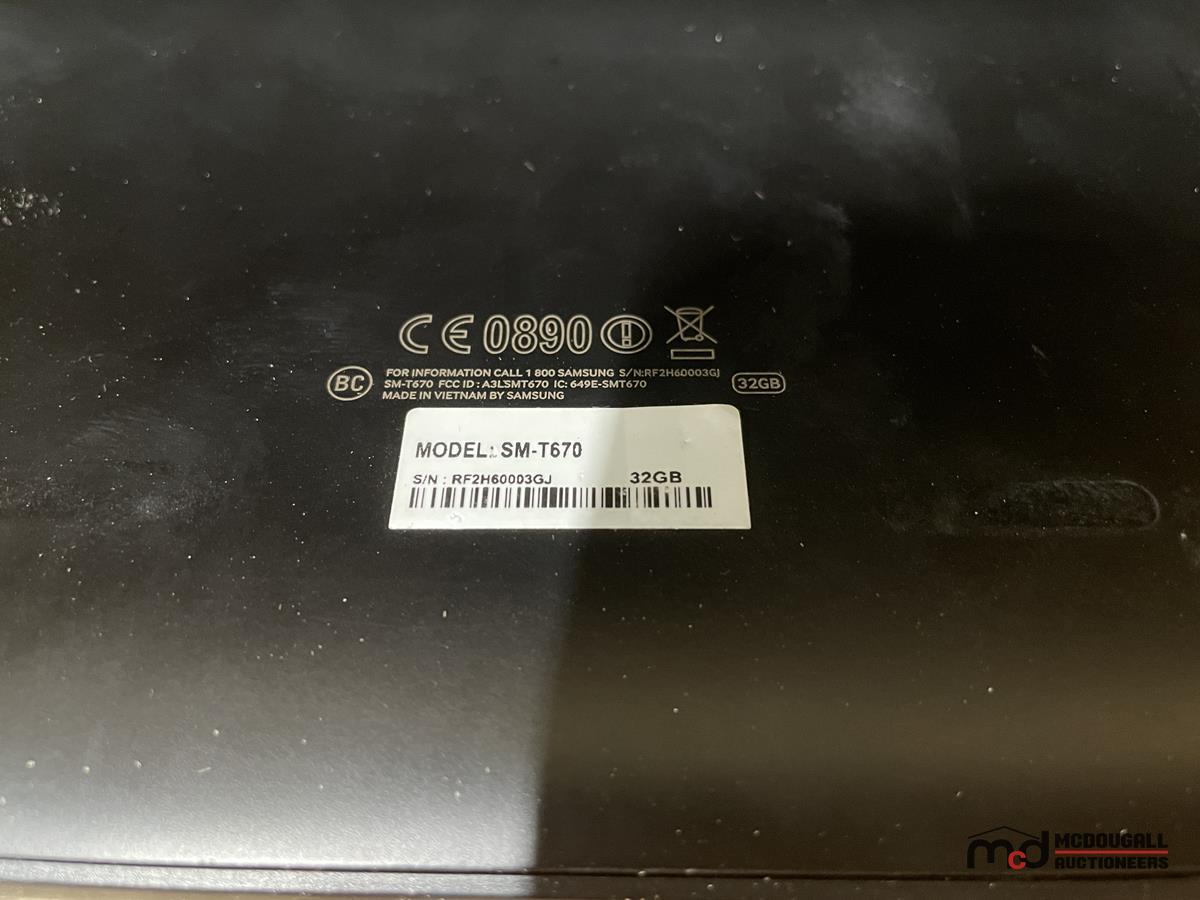 CE 0890
BC
FOR INFORMATION CALL 1 800 SAMSUNG S/N:RF2H60003GJ
SM-T670 FCC ID : A3LSMT670 IC: 649E-SMT670
MADE IN VIETNAM BY SAMSUNG
32GB
MODEL: SM-T670
S/N : RF2H60003GJ 32GB
mcd MCDOUGALL
AUCTIONEERS